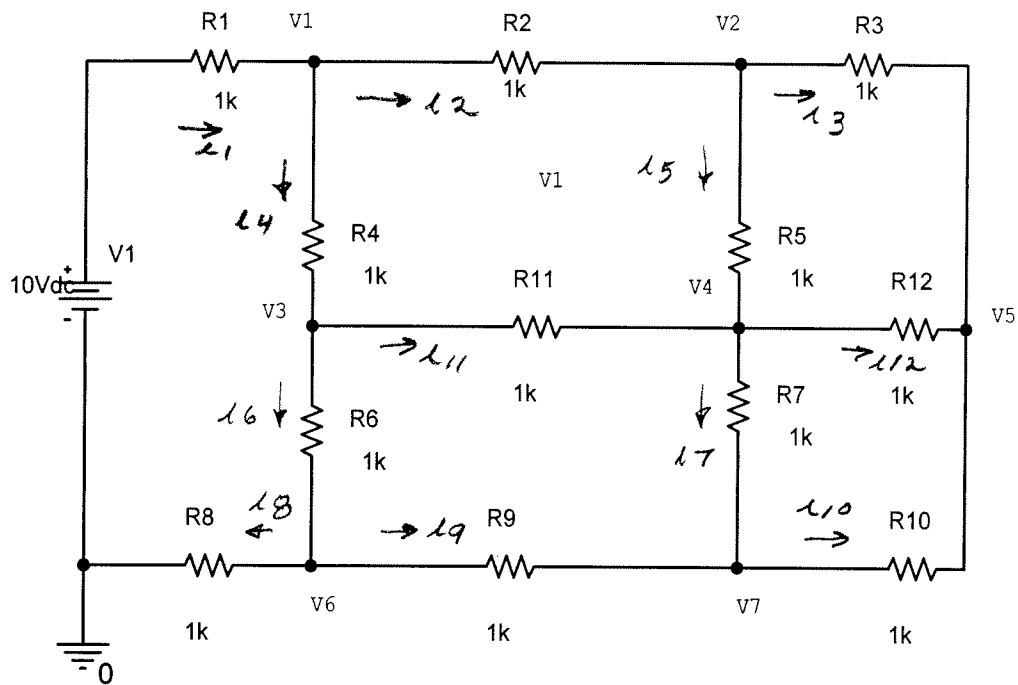 R1 V1 R2 V2 R3
1k 1k 1k
i1 i2 i3
i4 V1 i5
R4 R5
1k 1k
V1
10Vdc
+
-
V3 R11 V4 R12
V5
i11 1k i12 1k
i6 R6 R7
1k 1k
i7
R8 i8 i9 R9 i10 R10
V6 V7
1k 1k 1k
0